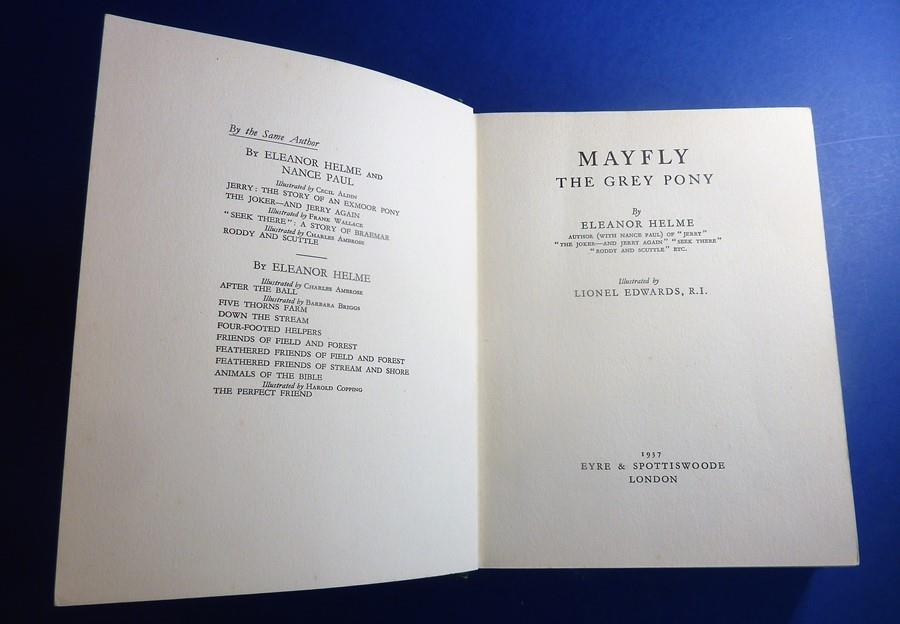 By the Same Author
By ELEANOR HELME AND
NANCE PAUL
Illustrated by CECIL ALDIN
JERRY: THE STORY OF AN EXMOOR PONY
THE JOKER—AND JERRY AGAIN
Illustrated by FRANK WALLACE
"SEEK THERE": A STORY OF BRAEMAR
Illustrated by CHARLES AMBROSE
RODDY AND SCUTTLE
By ELEANOR HELME
Illustrated by CHARLES AMBROSE
AFTER THE BALL
Illustrated by BARBARA BRIGGS
FIVE THORNS FARM
DOWN THE STREAM
FOUR-FOOTED HELPERS
FRIENDS OF FIELD AND FOREST
FEATHERED FRIENDS OF FIELD AND FOREST
FEATHERED FRIENDS OF STREAM AND SHORE
ANIMALS OF THE BIBLE
Illustrated by HAROLD COPPING
THE PERFECT FRIEND
MAYFLY
THE GREY PONY
By
ELEANOR HELME
AUTHOR (WITH NANCE PAUL) OF "JERRY"
"THE JOKER—AND JERRY AGAIN" "SEEK THERE"
"RODDY AND SCUTTLE" ETC.
Illustrated by
LIONEL EDWARDS, R.I.
1937
EYRE & SPOTTISWOODE
LONDON